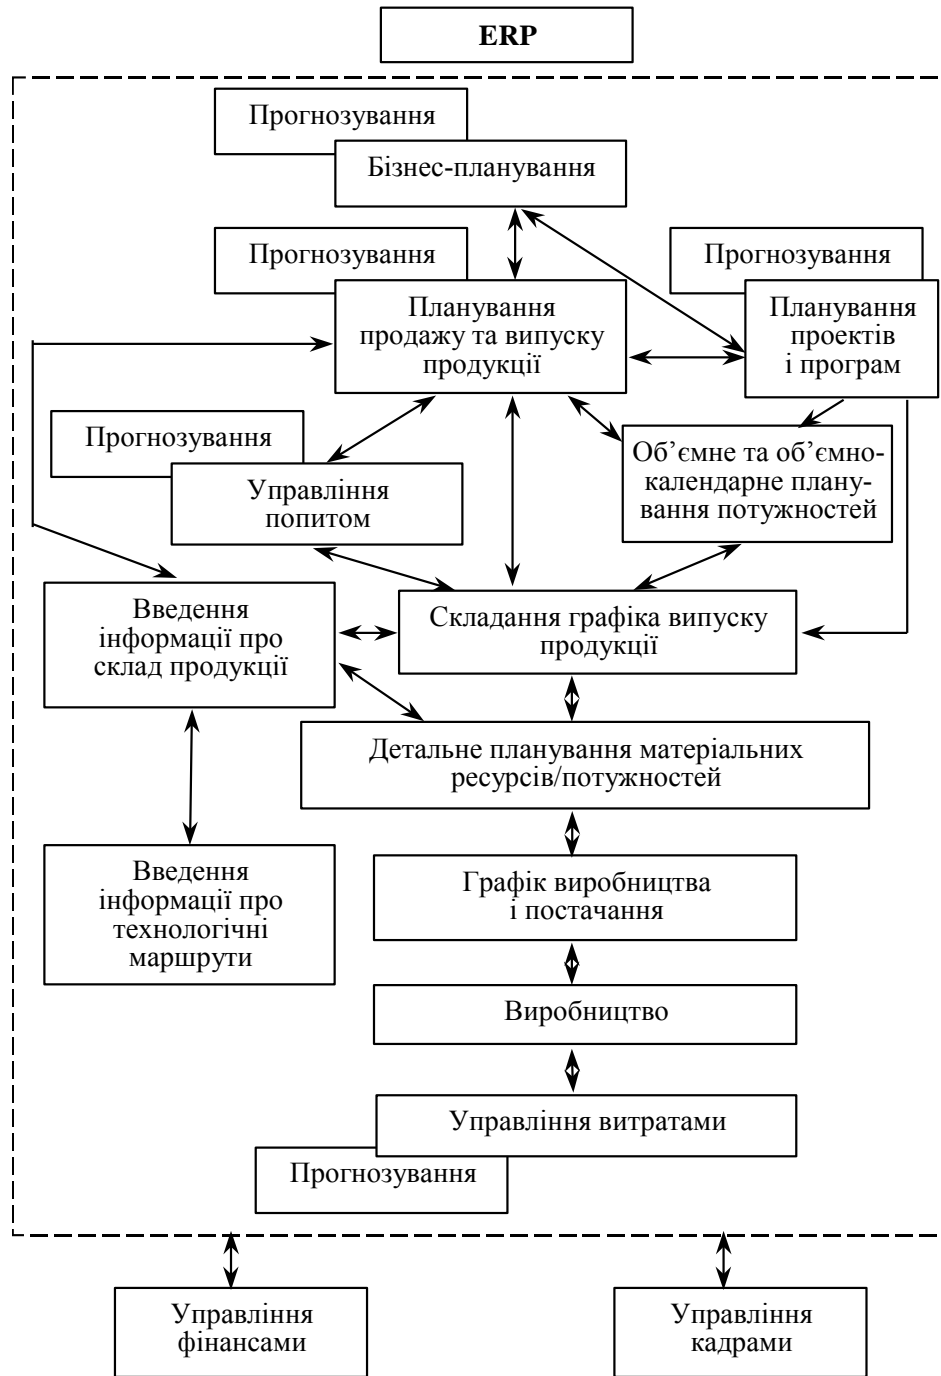 ERP
Прогнозування
Бізнес-планування
Прогнозування
Прогнозування
Планування
продажу та випуску
продукції
Планування
проектів
і програм
Прогнозування
Управління
попитом
Об’ємне та об’ємно-
календарне плану-
вання потужностей
Введення
інформації про
склад продукції
Складання графіка випуску
продукції
Детальне планування матеріальних
ресурсів/потужностей
Введення
інформації про
технологічні
маршрути
Графік виробництва
і постачання
Виробництво
Управління витратами
Прогнозування
Управління
фінансами
Управління
кадрами